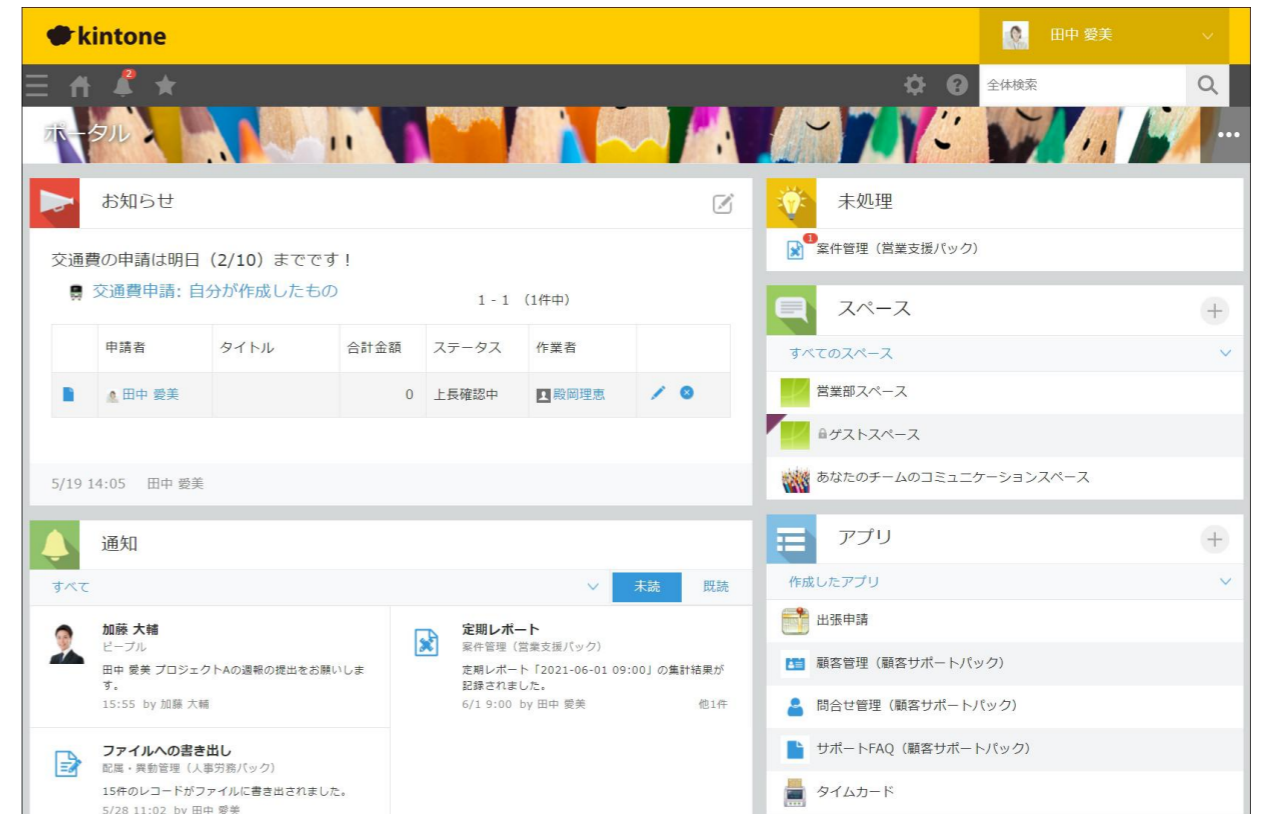 kintone
田中 愛美
2
全体検索
ポータル
お知らせ
交通費の申請は明日（2/10）までです！
交通費申請: 自分が作成したもの
1 - 1 （1件中）
申請者 タイトル 合計金額 ステータス 作業者
田中 愛美 0 上長確認中 殿岡理恵
5/19 14:05 田中 愛美
通知
すべて 未読 既読
加藤 大輔
ピープル
田中 愛美 プロジェクトAの週報の提出をお願いしま
す。
15:55 by 加藤 大輔
定期レポート
案件管理（営業支援パック）
定期レポート「2021-06-01 09:00」の集計結果が
記録されました。
6/1 9:00 by 田中 愛美 他1件
ファイルへの書き出し
配属・異動管理（人事労務パック）
15件のレコードがファイルに書き出されました。
5/28 11:02 by 田中 愛美
未処理
1
案件管理（営業支援パック）
スペース
すべてのスペース
営業部スペース
ゲストスペース
あなたのチームのコミュニケーションスペース
アプリ
作成したアプリ
出張申請
顧客管理（顧客サポートパック）
問合せ管理（顧客サポートパック）
サポートFAQ（顧客サポートパック）
タイムカード